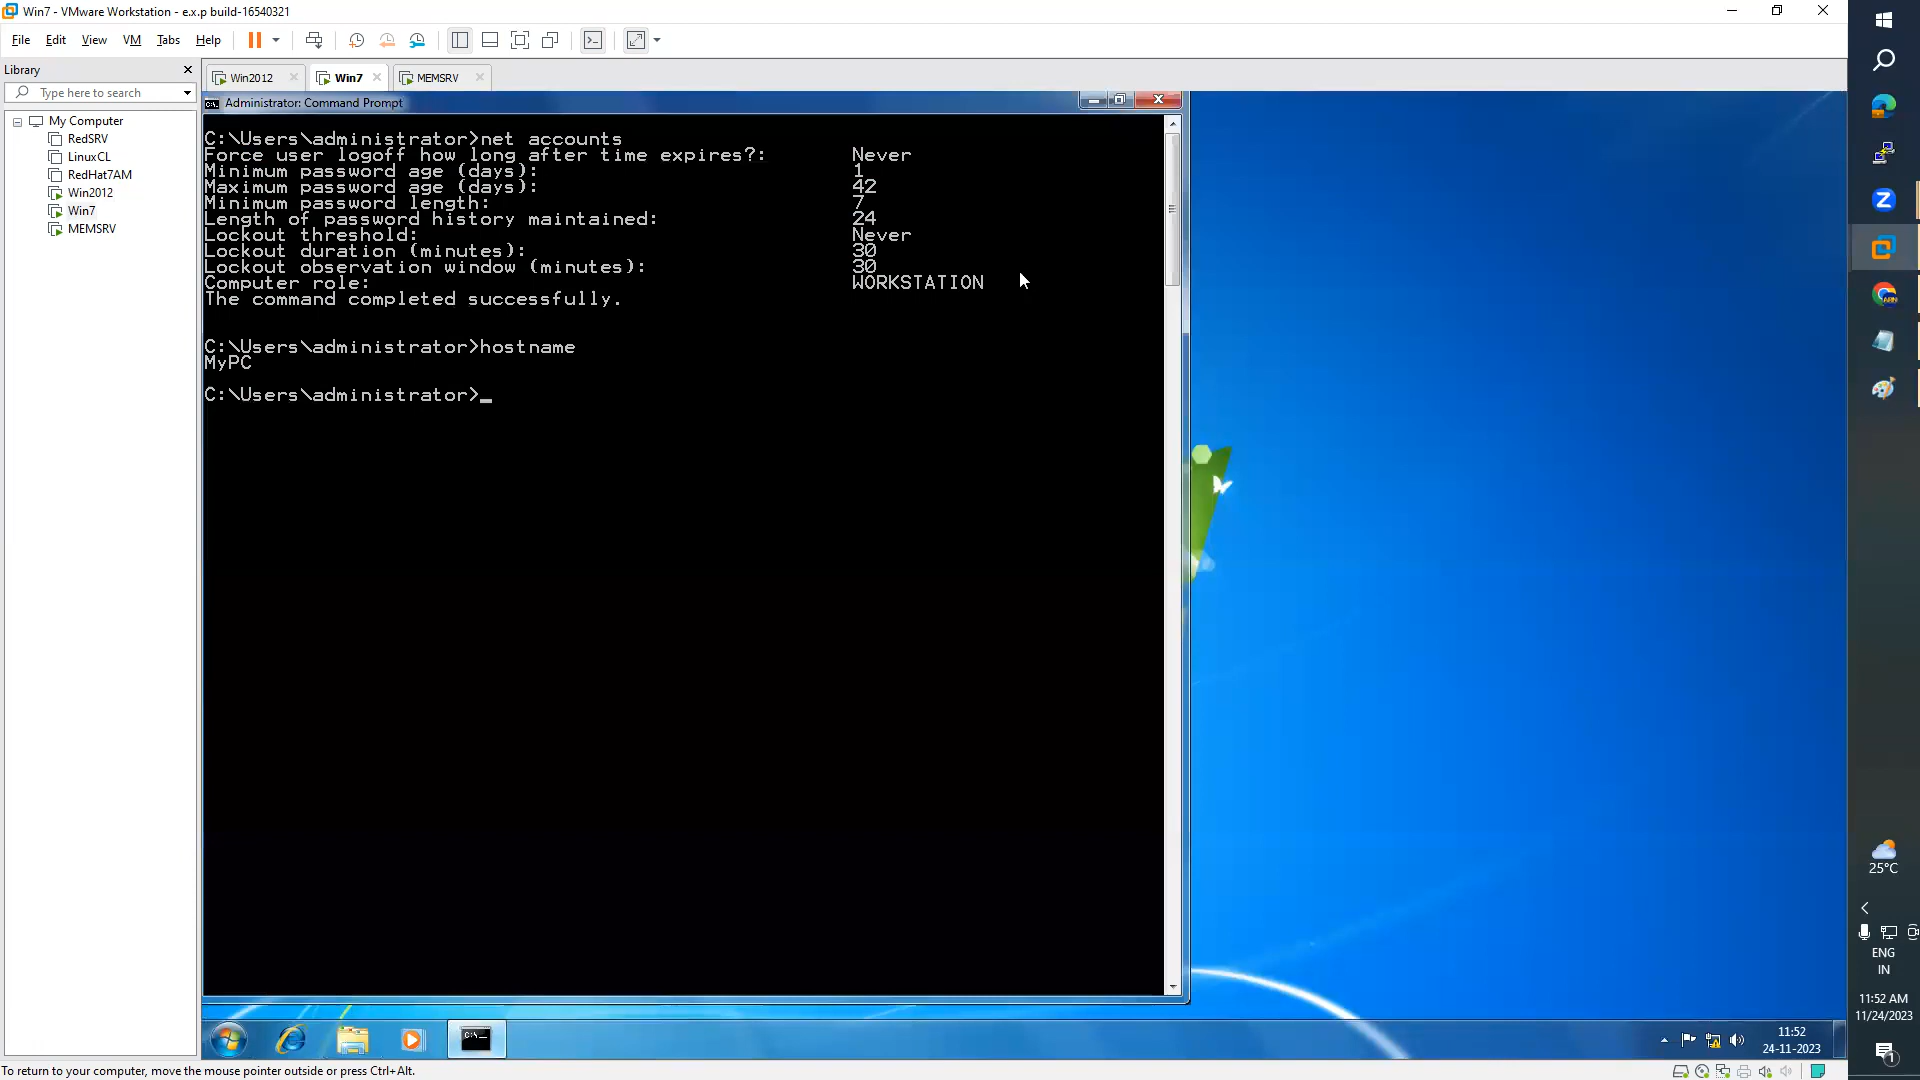 Win7 - VMware Workstation - e.x.p build-16540321
File Edit View VM Tabs Help
Library
Type here to search
My Computer
RedSRV
LinuxCL
RedHat7AM
Win2012
Win7
MEMSRV
Win2012 Win7 MEMSRV
Administrator: Command Prompt
C:\Users\administrator>net accounts
Force user logoff how long after time expires?: Never
Minimum password age (days): 1
Maximum password age (days): 42
Minimum password length: 7
Length of password history maintained: 24
Lockout threshold: Never
Lockout duration (minutes): 30
Lockout observation window (minutes): 30
Computer role: WORKSTATION
The command completed successfully.
C:\Users\administrator>hostname
MyPC
C:\Users\administrator>_
11:52
24-11-2023
To return to your computer, move the mouse pointer outside or press Ctrl+Alt.
25°C
ENG
IN
11:52 AM
11/24/2023
1